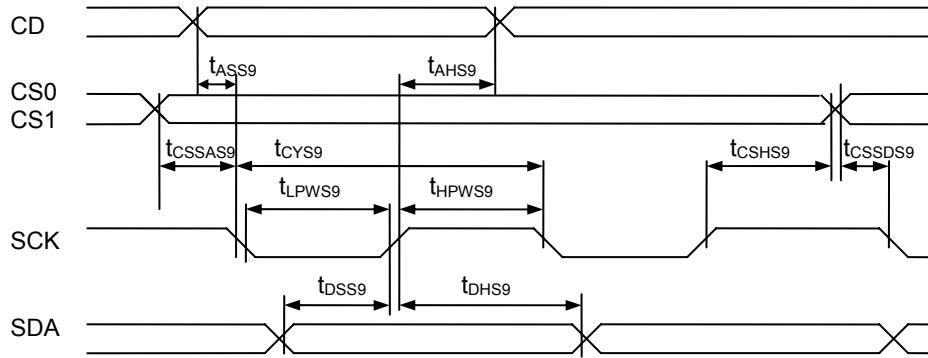 CD
tASS9 tAHS9
CS0
CS1
tCSSAS9 tCYS9 tCSHS9 tCSSDS9
tLPWS9 tHPWS9
SCK
tDSS9 tDHS9
SDA